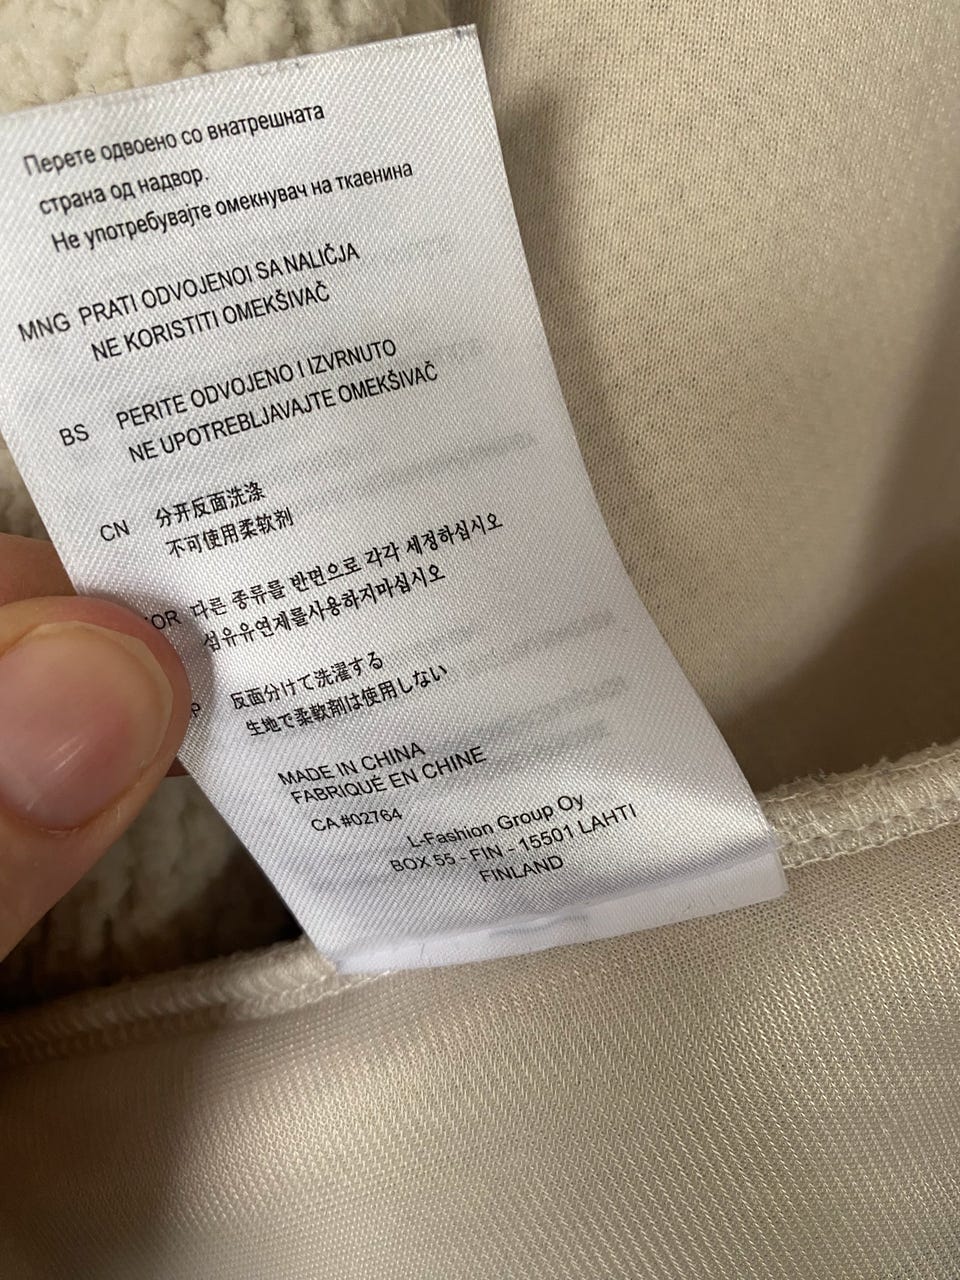 Перете одвоено со внатрешната
страна од надвор.
Не употребувајте омекнувач на ткаенина
MNG PRATI ODVOJENOI SA NALIČJA
NE KORISTITI OMEKŠIVAČ
BS PERITE ODVOJENO I IZVRNUTO
NE UPOTREBLJAVAJTE OMEKŠIVAČ
CN 分开反面洗涤
不可使用柔软剂
OR 다른 종류를 반면으로 각각 세정하십시오
섬유유연제를사용하지마십시오
P 反面分けて洗濯する
生地で柔軟剤は使用しない
MADE IN CHINA
FABRIQUÉ EN CHINE
CA #02764
L-Fashion Group Oy
BOX 55 - FIN - 15501 LAHTI
FINLAND